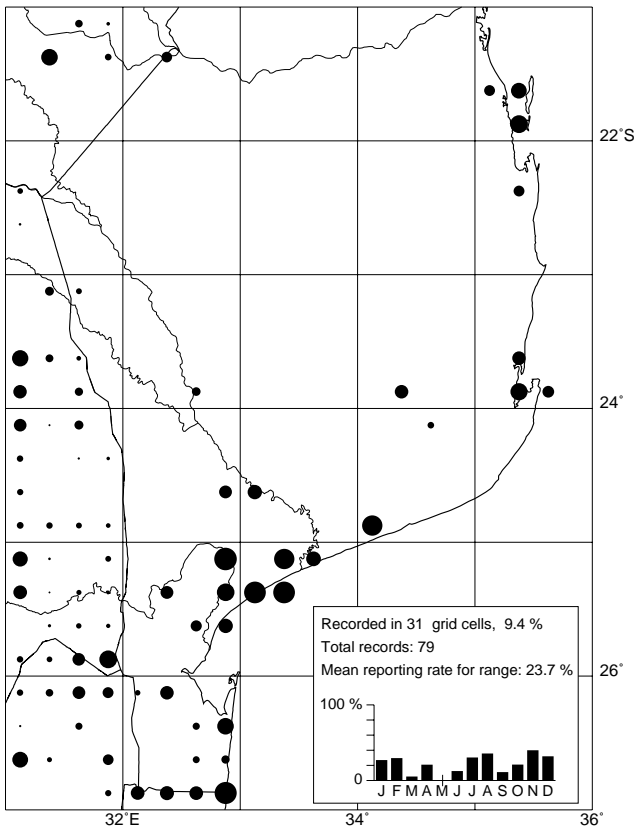 22˚S
24˚
Recorded in 31 grid cells, 9.4 %
Total records: 79
Mean reporting rate for range: 23.7 %
26˚
100 %
0
J F M A M J J A S O N D
32˚E
34˚
36˚